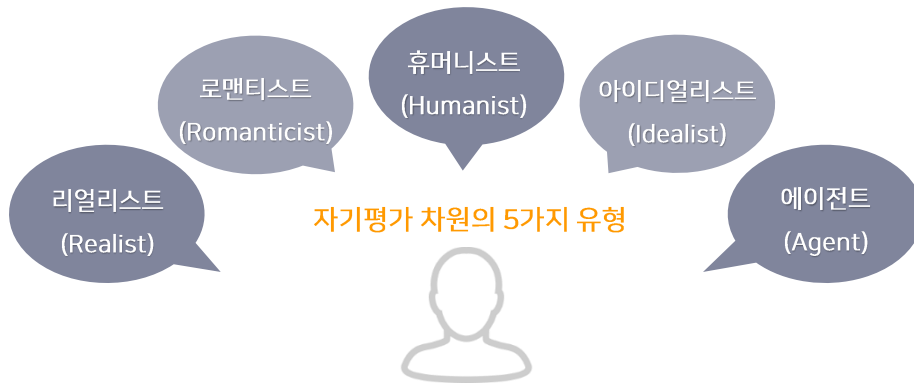 리얼리스트
(Realist)
로맨티스트
(Romanticist)
휴머니스트
(Humanist)
아이디얼리스트
(Idealist)
에이전트
(Agent)
자기평가 차원의 5가지 유형